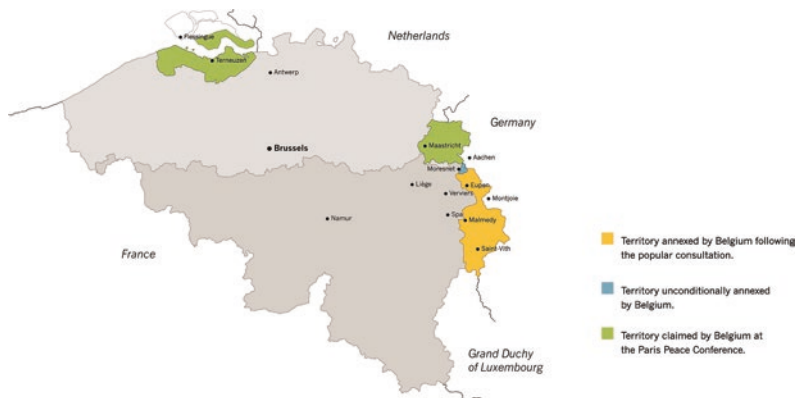 Flessingue
Netherlands
Terneuzen
Antwerp
Germany
Brussels
Maastricht
Aachen
Moresnet
Eupen
Liège
Verviers
Montjoie
Spa
Namur
Malmedy
Saint-Vith
France
Grand Duchy
of Luxembourg
Territory annexed by Belgium following
the popular consultation.
Territory unconditionally annexed
by Belgium.
Territory claimed by Belgium at
the Paris Peace Conference.